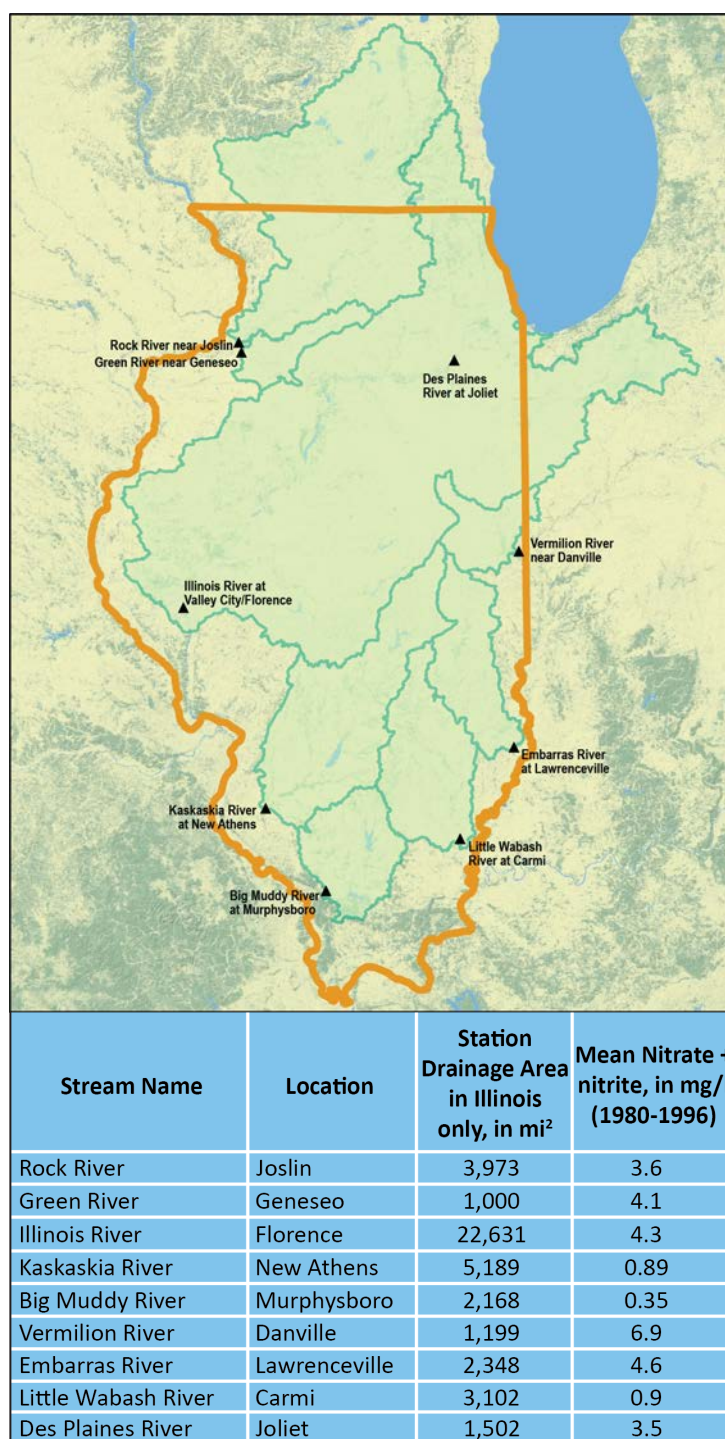 Rock River near Joslin
Green River near Geneseo
Des Plaines
River at Joliet
Vermilion River
near Danville
Illinois River at
Valley City/Florence
Embarras River
at Lawrenceville
Kaskaskia River
at New Athens
Little Wabash
River at Carmi
Big Muddy River
at Murphysboro
Stream Name
Location
Station
Drainage Area
in Illinois
only, in mi²
Mean Nitrate +
nitrite, in mg/
(1980-1996)
Rock River Joslin 3,973 3.6
Green River Geneseo 1,000 4.1
Illinois River Florence 22,631 4.3
Kaskaskia River New Athens 5,189 0.89
Big Muddy River Murphysboro 2,168 0.35
Vermilion River Danville 1,199 6.9
Embarras River Lawrenceville 2,348 4.6
Little Wabash River Carmi 3,102 0.9
Des Plaines River Joliet 1,502 3.5